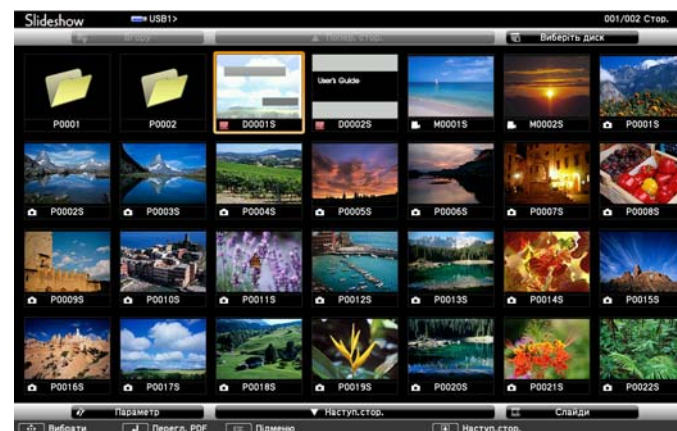 Slideshow USB1> 001/002 Стор.
Вгору ▲ Попер. стор. Виберіть диск
User's Guide
P0001 P0002 D0001S D0002S M0001S M0002S P0001S
P0002S P0003S P0004S P0005S P0006S P0007S P0008S
P0009S P0010S P0011S P0012S P0013S P0014S P0015S
P0016S P0017S P0018S P0019S P0020S P0021S P0022S
Параметр ▼ Наступ.стор. Слайди
Вибрати Перегл. PDF Esc Підменю Наступ.стор.